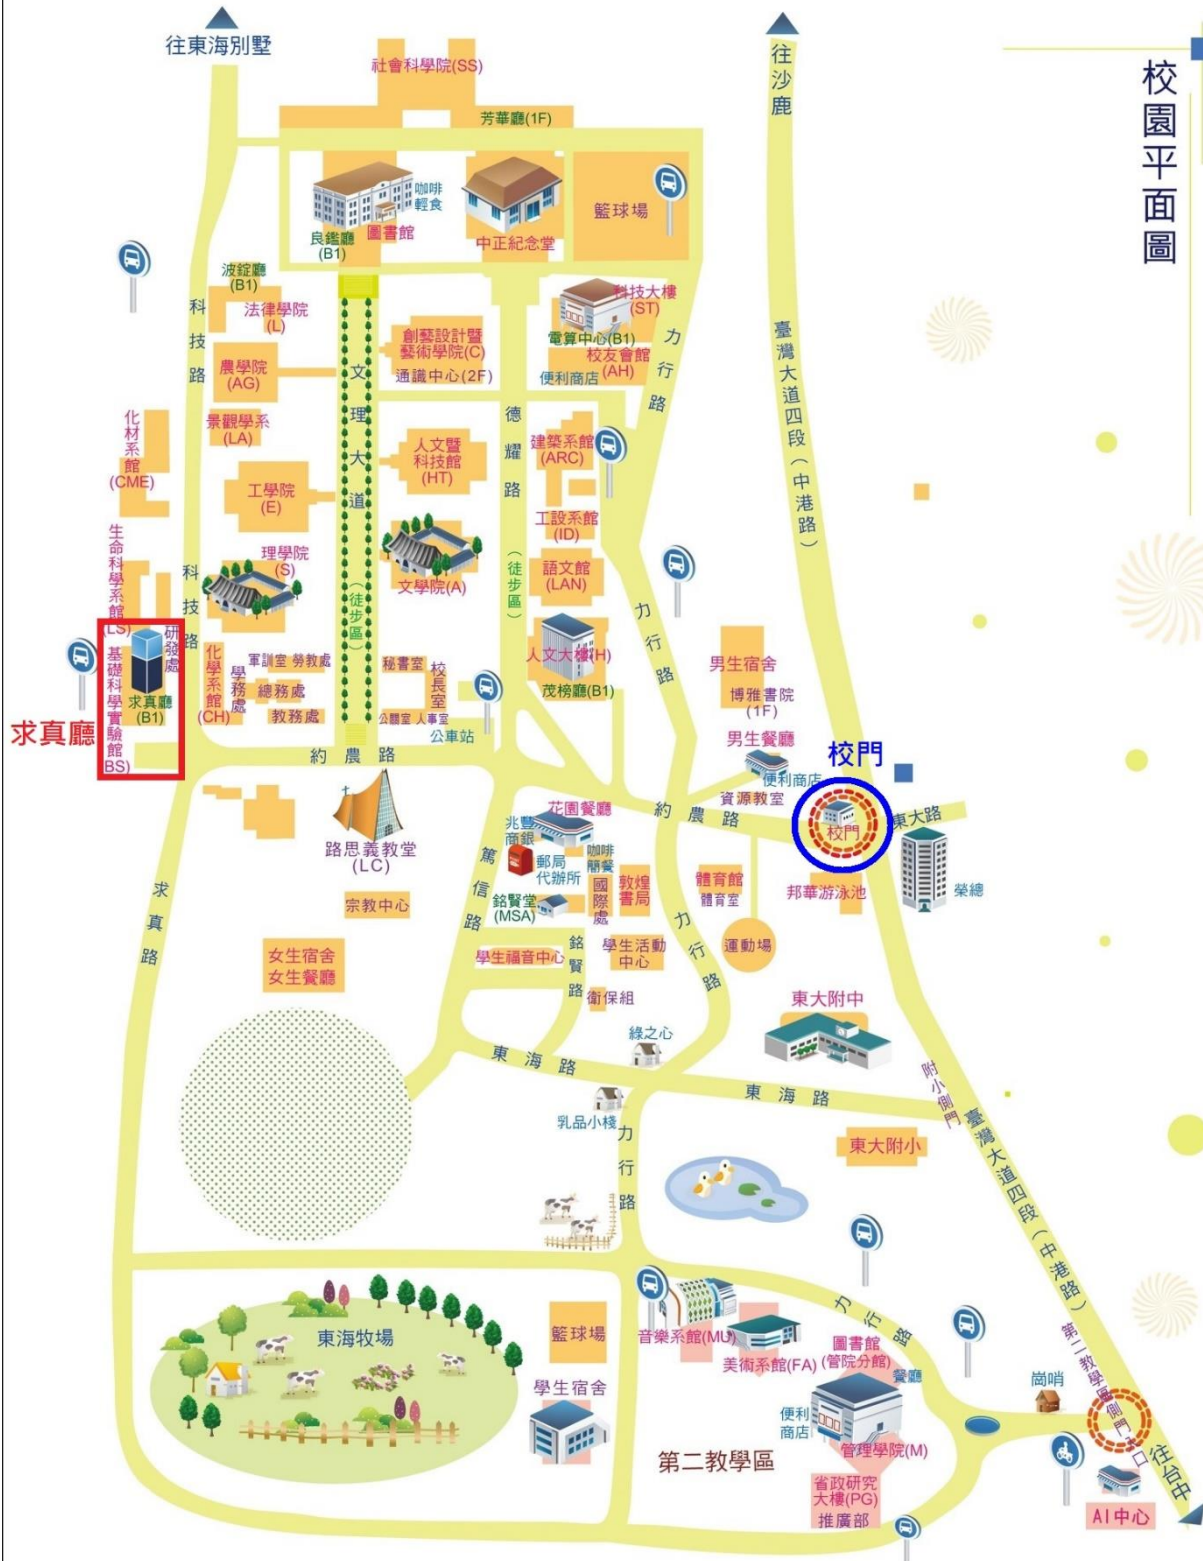 往東海別墅
往沙鹿
校園平面圖
社會科學院(SS)
芳華廳(1F)
咖啡
輕食
圖書館
良鑑廳
(B1)
中正紀念堂
籃球場
波錠廳
(B1)
法律學院
(L)
科技路
創藝設計暨
藝術學院(C)
通識中心(2F)
科技大樓
(ST)
電算中心(B1)
校友會館
(AH)
便利商店
力行路
臺灣大道四段(中港路)
農學院
(AG)
文理大道
(徒步區)
德耀路
(徒步區)
景觀學系
(LA)
化材系館
(CME)
人文暨
科技館
(HT)
建築系館
(ARC)
工學院
(E)
工設系館
(ID)
生命科學系館
(LS)
理學院
(S)
科技路
文學院(A)
語文館
(LAN)
力行路
研發處
基礎科學實驗館
(BS)
求真廳
(B1)
求真廳
化學系館
(CH)
學務處
軍訓室 勞教處
總務處
教務處
秘書室
校長室
公關室 人事室
公車站
人文大樓(H)
茂榜廳(B1)
男生宿舍
博雅書院
(1F)
男生餐廳
便利商店
資源教室
校門
校門
東大路
約農路
約農路
路思義教堂
(LC)
花園餐廳
兆豐
商銀
郵局
代辦所
咖啡
簡餐
國際處
敦煌
書局
銘賢堂
(MSA)
篤信路
體育館
體育室
邦華游泳池
榮總
宗教中心
求真路
女生宿舍
女生餐廳
學生福音中心
銘賢路
學生活動
中心
力行路
運動場
衛保組
東大附中
綠之心
東海路
東海路
附小側門
乳品小棧
力行路
東大附小
臺灣大道四段(中港路)
東海牧場
籃球場
學生宿舍
音樂系館(MU)
美術系館(FA)
力行路
圖書館
(管院分館)
餐廳
便利
商店
管理學院(M)
第二教學區
省政研究
大樓(PG)
推廣部
崗哨
第二教學區側門入口
往台中
AI中心